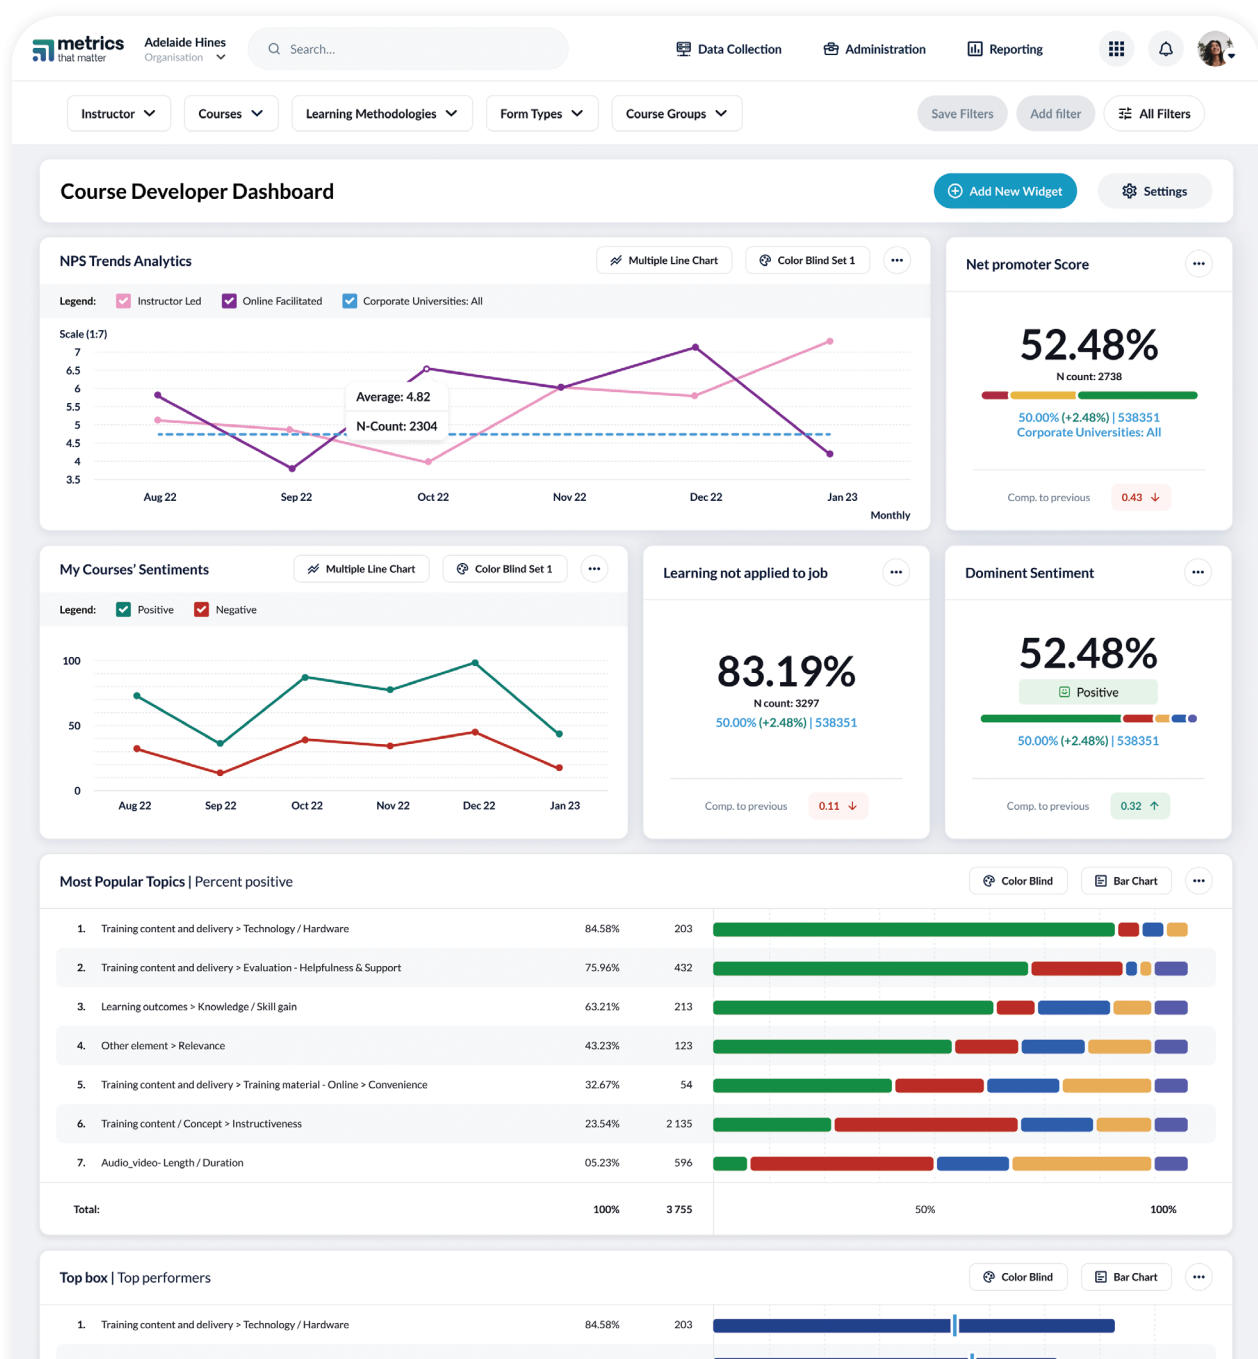 metrics
that matter
Adelaide Hines
Organisation
Search...
Data Collection
Administration
Reporting
Instructor
Courses
Learning Methodologies
Form Types
Course Groups
Save Filters
Add filter
All Filters
Course Developer Dashboard
Add New Widget
Settings
NPS Trends Analytics
Multiple Line Chart
Color Blind Set 1
Legend:
Instructor Led
Online Facilitated
Corporate Universities: All
Scale (1:7)
7
6.5
6
5.5
5
4.5
4
3.5
Average: 4.82
N-Count: 2304
Aug 22
Sep 22
Oct 22
Nov 22
Dec 22
Jan 23
Monthly
Net promoter Score
52.48%
N count: 2738
50.00% (+2.48%) | 538351
Corporate Universities: All
Comp. to previous
0.43
My Courses' Sentiments
Multiple Line Chart
Color Blind Set 1
Legend:
Positive
Negative
100
50
0
Aug 22
Sep 22
Oct 22
Nov 22
Dec 22
Jan 23
Learning not applied to job
83.19%
N count: 3297
50.00% (+2.48%) | 538351
Comp. to previous
0.11
Dominent Sentiment
52.48%
Positive
50.00% (+2.48%) | 538351
Comp. to previous
0.32
Most Popular Topics | Percent positive
Color Blind
Bar Chart
1. Training content and delivery > Technology / Hardware 84.58% 203
2. Training content and delivery > Evaluation - Helpfulness & Support 75.96% 432
3. Learning outcomes > Knowledge / Skill gain 63.21% 213
4. Other element > Relevance 43.23% 123
5. Training content and delivery > Training material - Online > Convenience 32.67% 54
6. Training content / Concept > Instructiveness 23.54% 2 135
7. Audio_video- Length / Duration 05.23% 596
Total: 100% 3 755 50% 100%
Top box | Top performers
Color Blind
Bar Chart
1. Training content and delivery > Technology / Hardware 84.58% 203